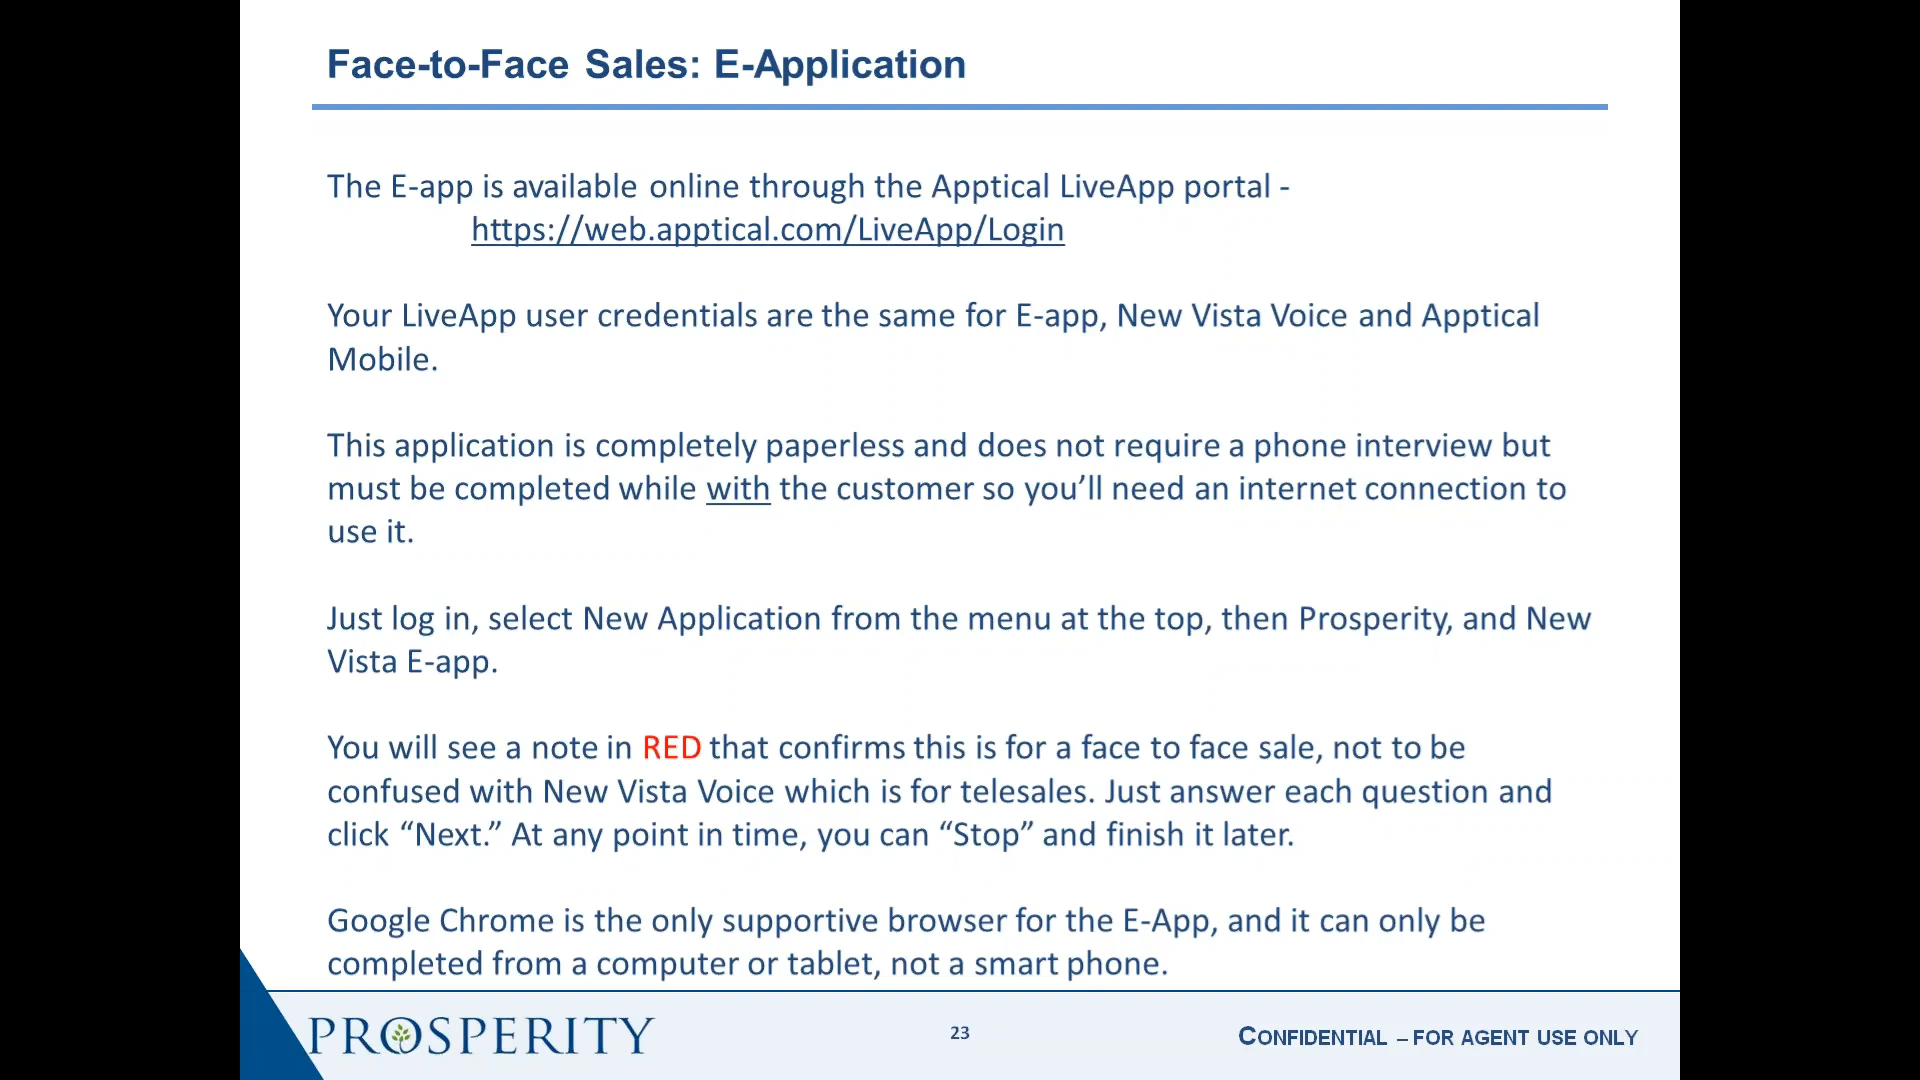 Face-to-Face Sales: E-Application
The E-app is available online through the Apptical LiveApp portal -
https://web.apptical.com/LiveApp/Login
Your LiveApp user credentials are the same for E-app, New Vista Voice and Apptical
Mobile.
This application is completely paperless and does not require a phone interview but
must be completed while with the customer so you’ll need an internet connection to
use it.
Just log in, select New Application from the menu at the top, then Prosperity, and New
Vista E-app.
You will see a note in RED that confirms this is for a face to face sale, not to be
confused with New Vista Voice which is for telesales. Just answer each question and
click “Next.” At any point in time, you can “Stop” and finish it later.
Google Chrome is the only supportive browser for the E-App, and it can only be
completed from a computer or tablet, not a smart phone.
PROSPERITY
23
CONFIDENTIAL – FOR AGENT USE ONLY